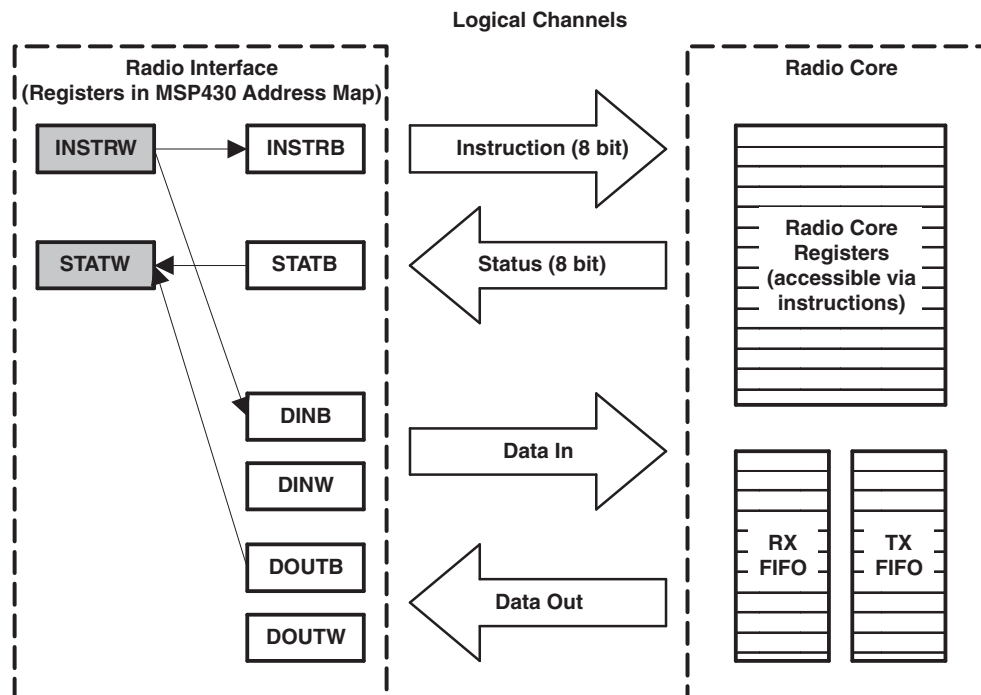 Logical Channels
Radio Interface
(Registers in MSP430 Address Map)
Radio Core
INSTRW
INSTRB
Instruction (8 bit)
STATW
STATB
Status (8 bit)
Radio Core
Registers
(accessible via
instructions)
DINB
Data In
DINW
DOUTB
DOUTW
Data Out
RX
FIFO
TX
FIFO